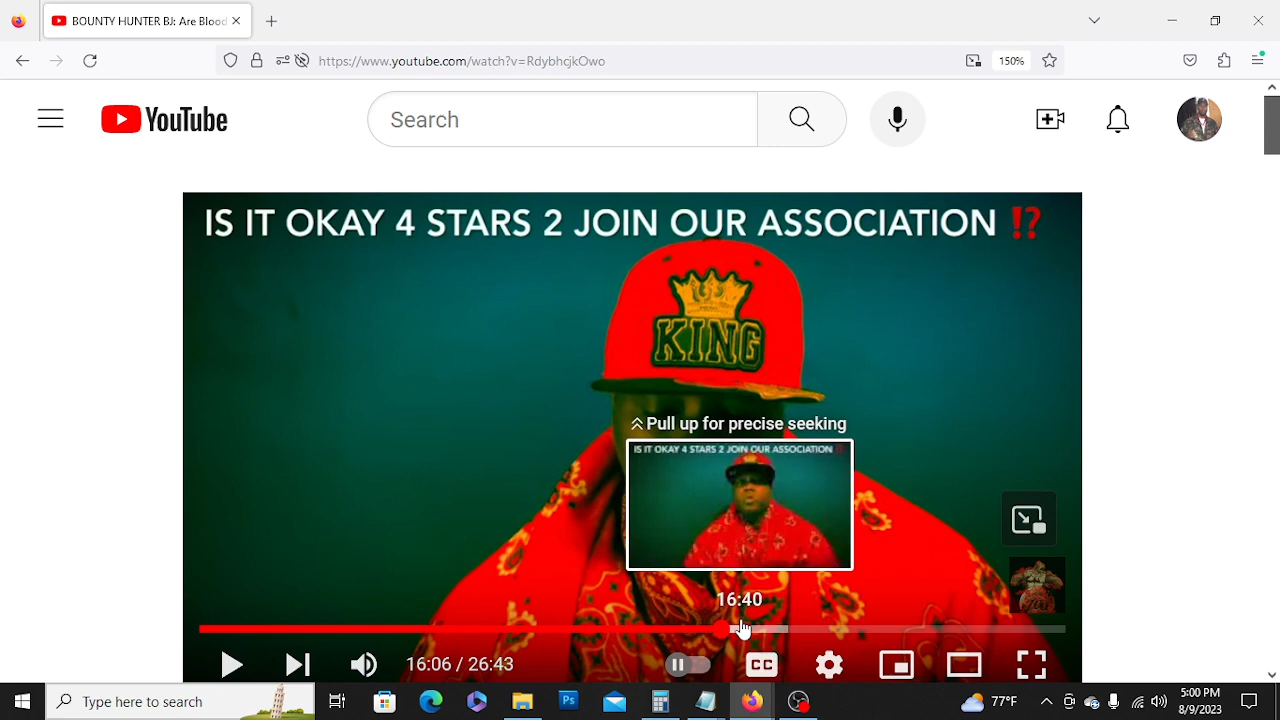 BOUNTY HUNTER BJ: Are Blood
https://www.youtube.com/watch?v=RdybhcjkOwo
150%
YouTube
Search
IS IT OKAY 4 STARS 2 JOIN OUR ASSOCIATION ⁉️
KING
Pull up for precise seeking
IS IT OKAY 4 STARS 2 JOIN OUR ASSOCIATION ⁉️
16:40
16:06 / 26:43
CC
Type here to search
Ps
77°F
5:00 PM
8/9/2023